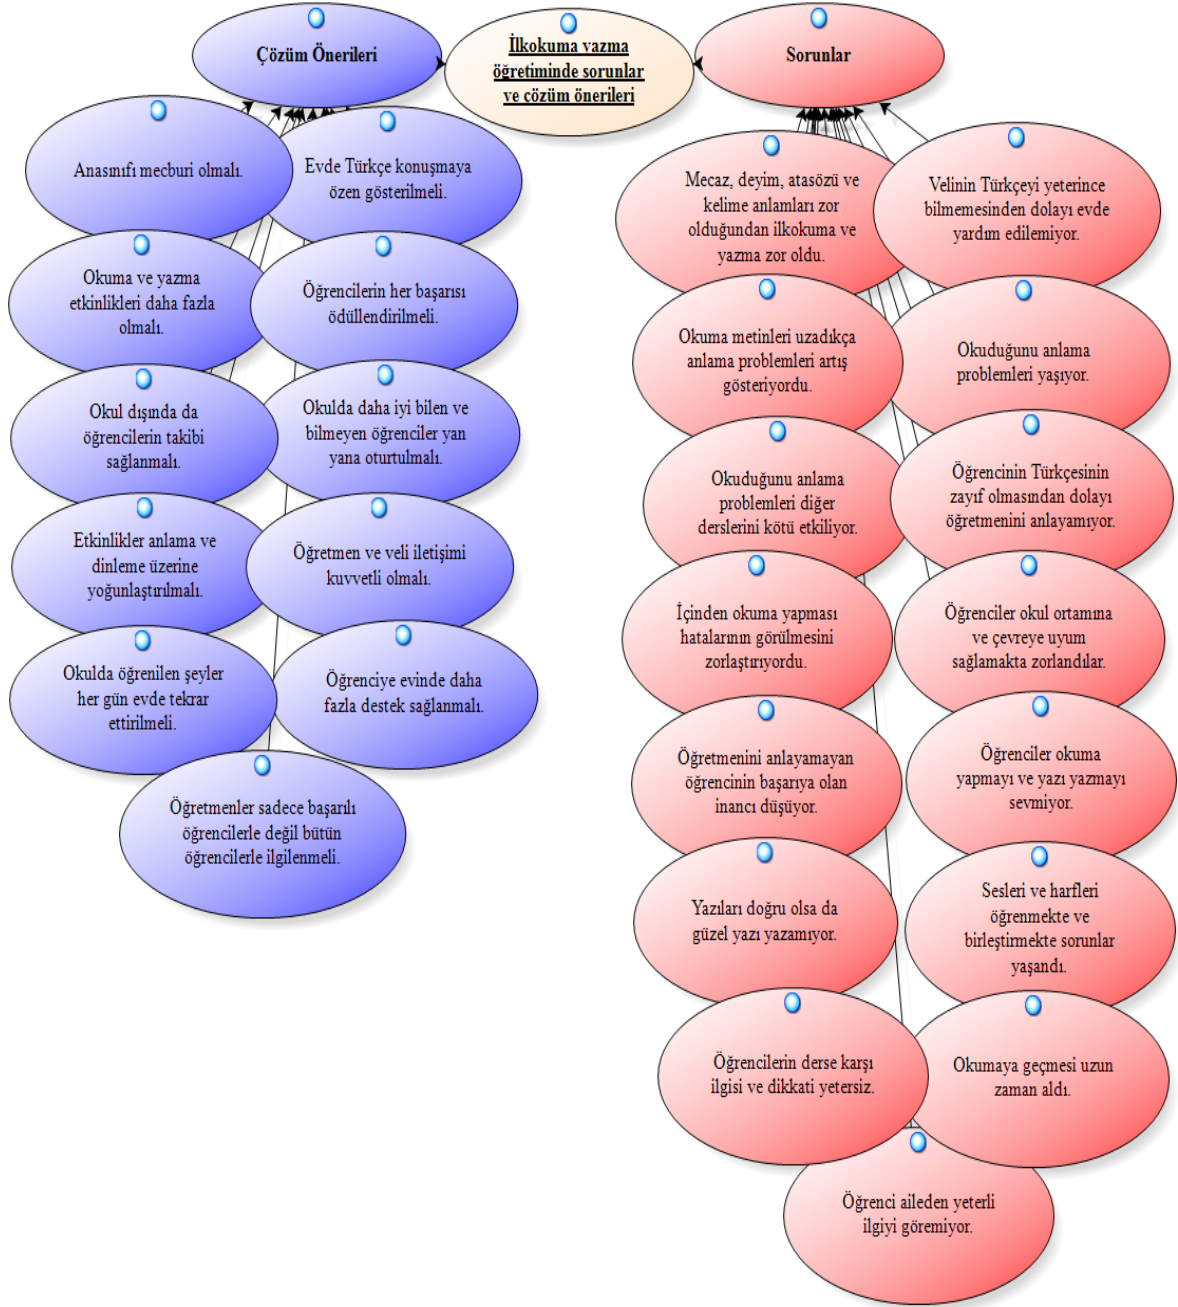 Çözüm Önerileri
İlkokuma yazma
öğretiminde sorunlar
ve çözüm önerileri
Sorunlar
Anasınıfı mecburi olmalı.
Evde Türkçe konuşmaya
özen gösterilmeli.
Okuma ve yazma
etkinlikleri daha fazla
olmalı.
Öğrencilerin her başarısı
ödüllendirilmeli.
Okul dışında da
öğrencilerin takibi
sağlanmalı.
Okulda daha iyi bilen ve
bilmeyen öğrenciler yan
yana oturtulmalı.
Etkinlikler anlama ve
dinleme üzerine
yoğunlaştırılmalı.
Öğretmen ve veli iletişimi
kuvvetli olmalı.
Okulda öğrenilen şeyler
her gün evde tekrar
ettirilmeli.
Öğrenciye evinde daha
fazla destek sağlanmalı.
Öğretmenler sadece başarılı
öğrencilerle değil bütün
öğrencilerle ilgilenmeli.
Mecaz, deyim, atasözü ve
kelime anlamları zor
olduğundan ilkokuma ve
yazma zor oldu.
Velinin Türkçeyi yeterince
bilmemesinden dolayı evde
yardım edilemiyor.
Okuma metinleri uzadıkça
anlama problemleri artış
gösteriyordu.
Okuduğunu anlama
problemleri yaşıyor.
Okuduğunu anlama
problemleri diğer
derslerini kötü etkiliyor.
Öğrencinin Türkçesinin
zayıf olmasından dolayı
öğretmenini anlayamıyor.
İçinden okuma yapması
hatalarının görülmesini
zorlaştırıyordu.
Öğrenciler okul ortamına
ve çevreye uyum
sağlamakta zorlandılar.
Öğretmenini anlayamayan
öğrencinin başarıya olan
inancı düşüyor.
Öğrenciler okuma
yapmayı ve yazı yazmayı
sevmiyor.
Yazıları doğru olsa da
güzel yazı yazamıyor.
Sesleri ve harfleri
öğrenmekte ve
birleştirmekte sorunlar
yaşandı.
Öğrencilerin derse karşı
ilgisi ve dikkati yetersiz.
Okumaya geçmesi uzun
zaman aldı.
Öğrenci aileden yeterli
ilgiyi göremiyor.